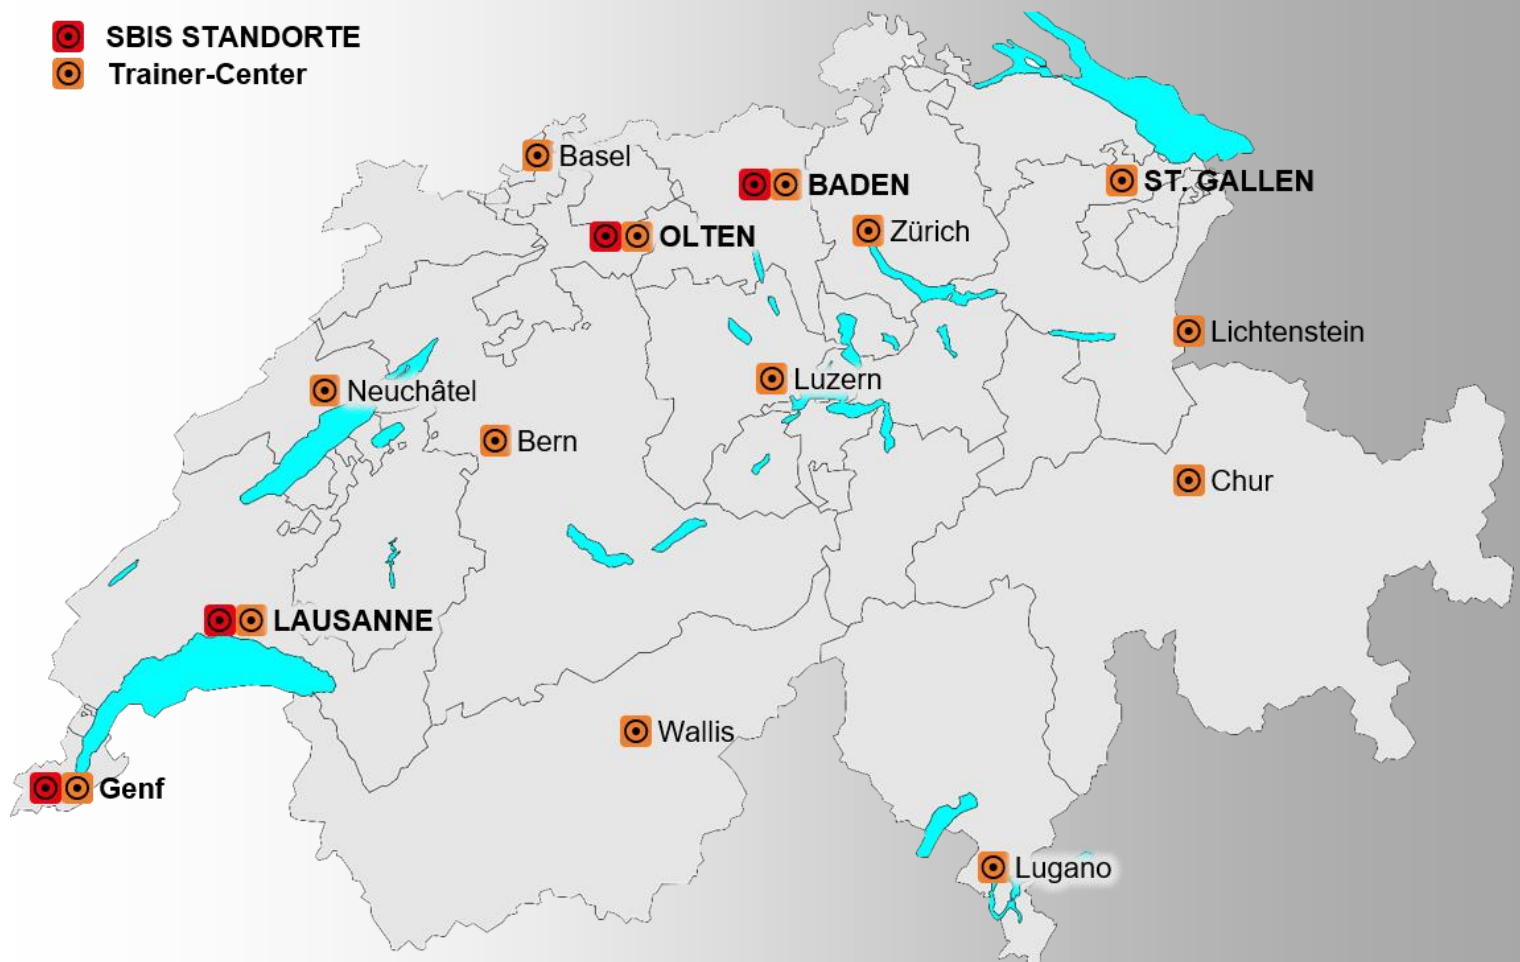 SBIS STANDORTE
Trainer-Center
Basel
BADEN
ST. GALLEN
OLTEN
Zürich
Lichtenstein
Luzern
Neuchâtel
Bern
Chur
LAUSANNE
Wallis
Genf
Lugano